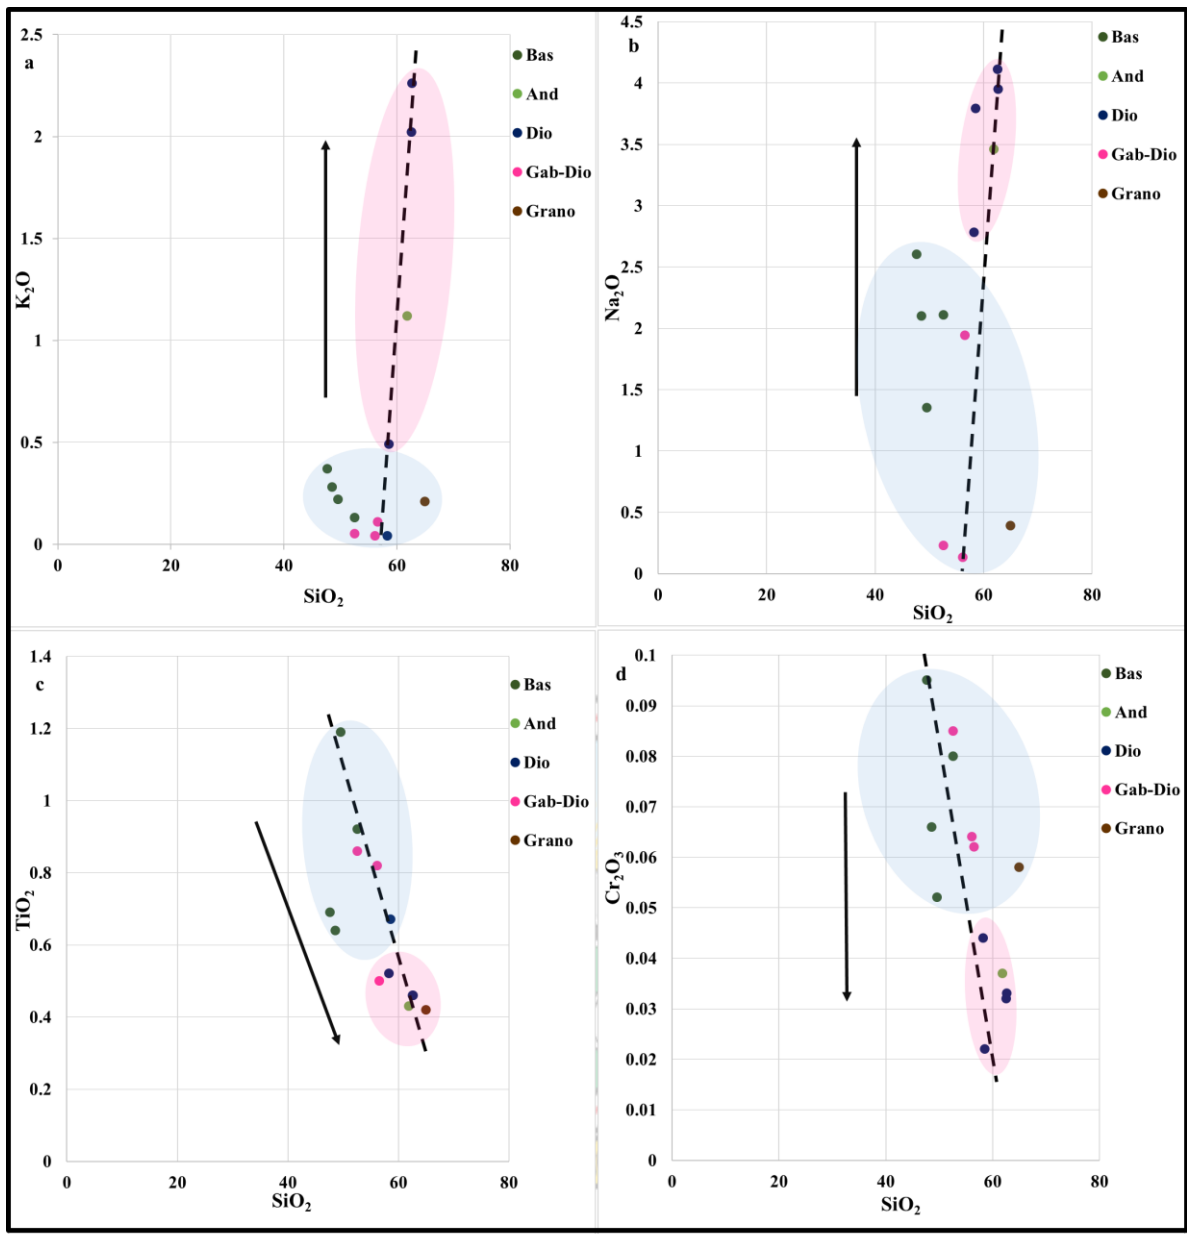 a
2.5
2
1.5
1
0.5
0
K₂O
0 20 40 60 80
SiO₂
Bas
And
Dio
Gab-Dio
Grano
b
4.5
4
3.5
3
2.5
2
1.5
1
0.5
0
Na₂O
0 20 40 60 80
SiO₂
Bas
And
Dio
Gab-Dio
Grano
c
1.4
1.2
1
0.8
0.6
0.4
0.2
0
TiO₂
0 20 40 60 80
SiO₂
Bas
And
Dio
Gab-Dio
Grano
d
0.1
0.09
0.08
0.07
0.06
0.05
0.04
0.03
0.02
0.01
0
Cr₂O₃
0 20 40 60 80
SiO₂
Bas
And
Dio
Gab-Dio
Grano